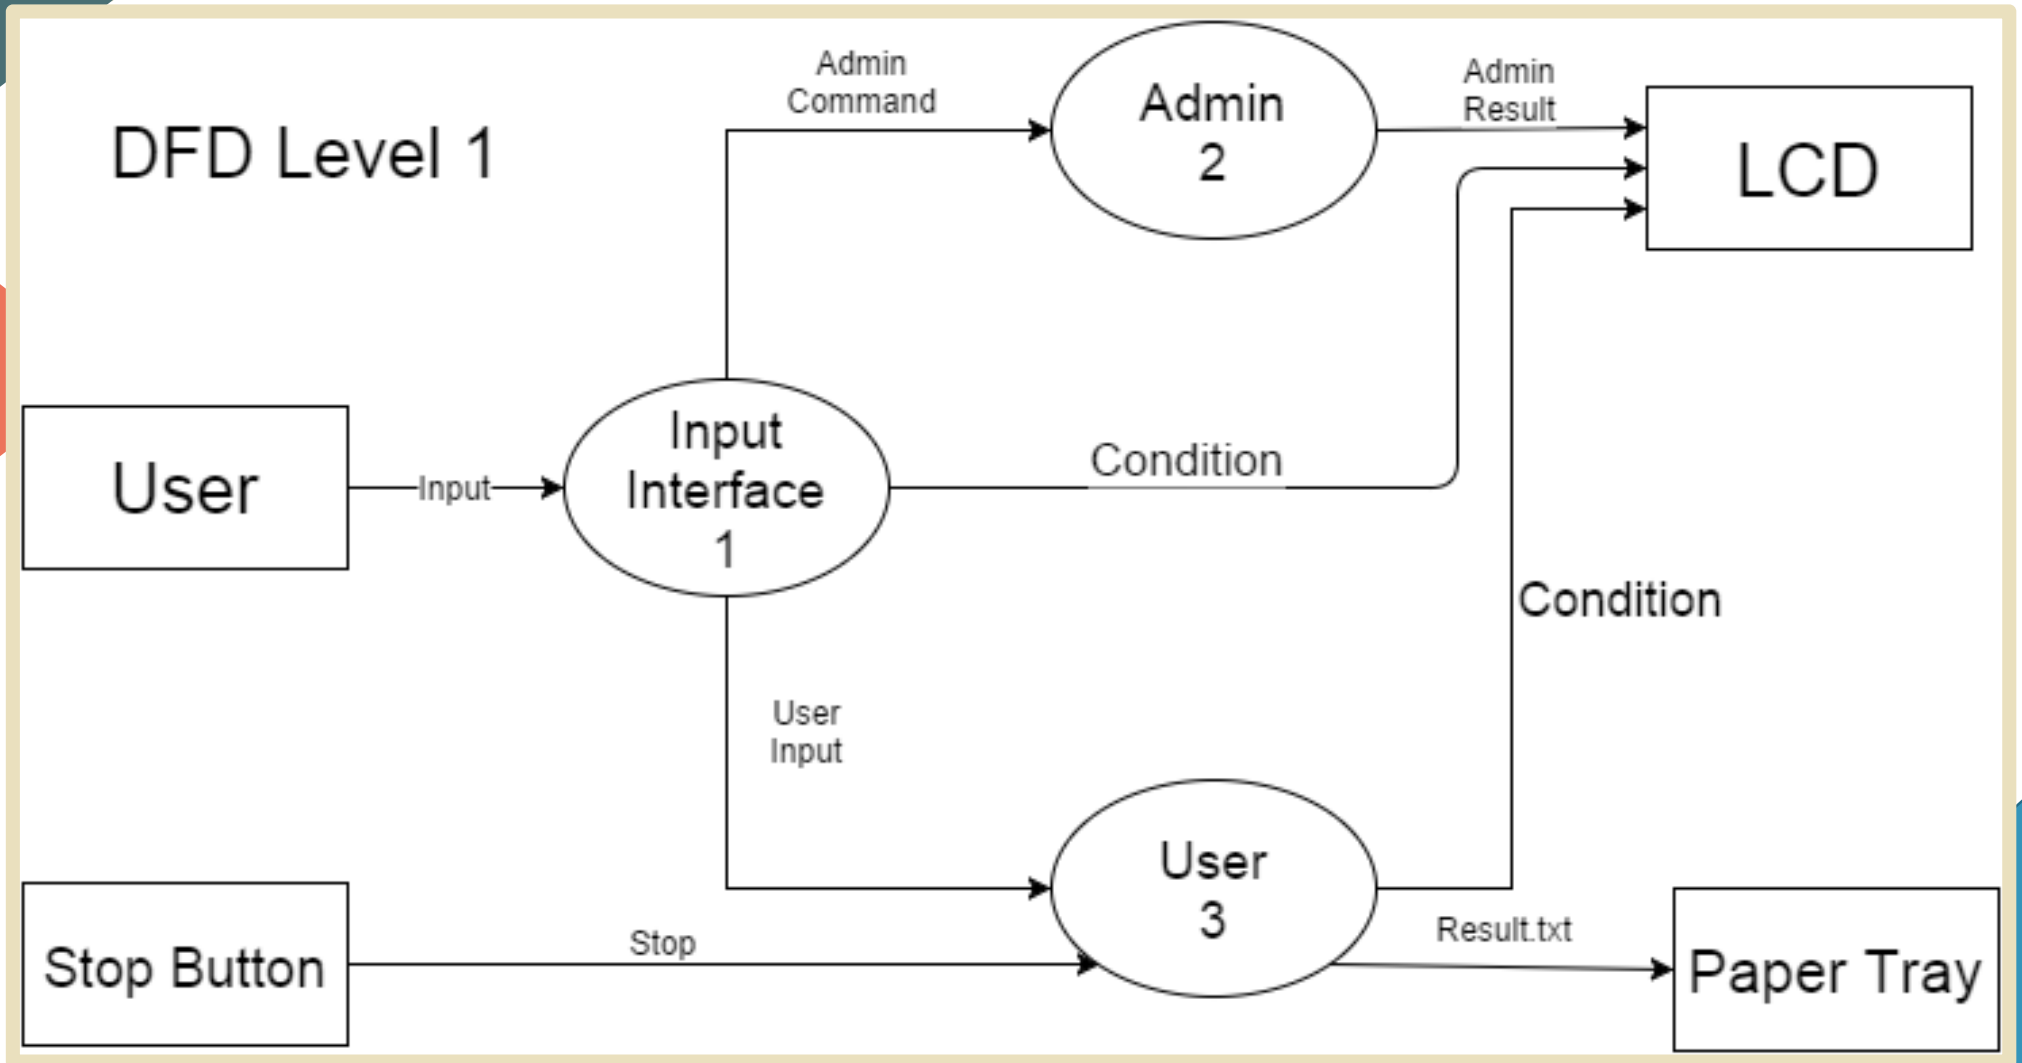 DFD Level 1
Admin
Command
Admin
2
Admin
Result
LCD
User
Input
Input
Interface
1
Condition
Condition
User
Input
User
3
Stop Button
Stop
Result.txt
Paper Tray